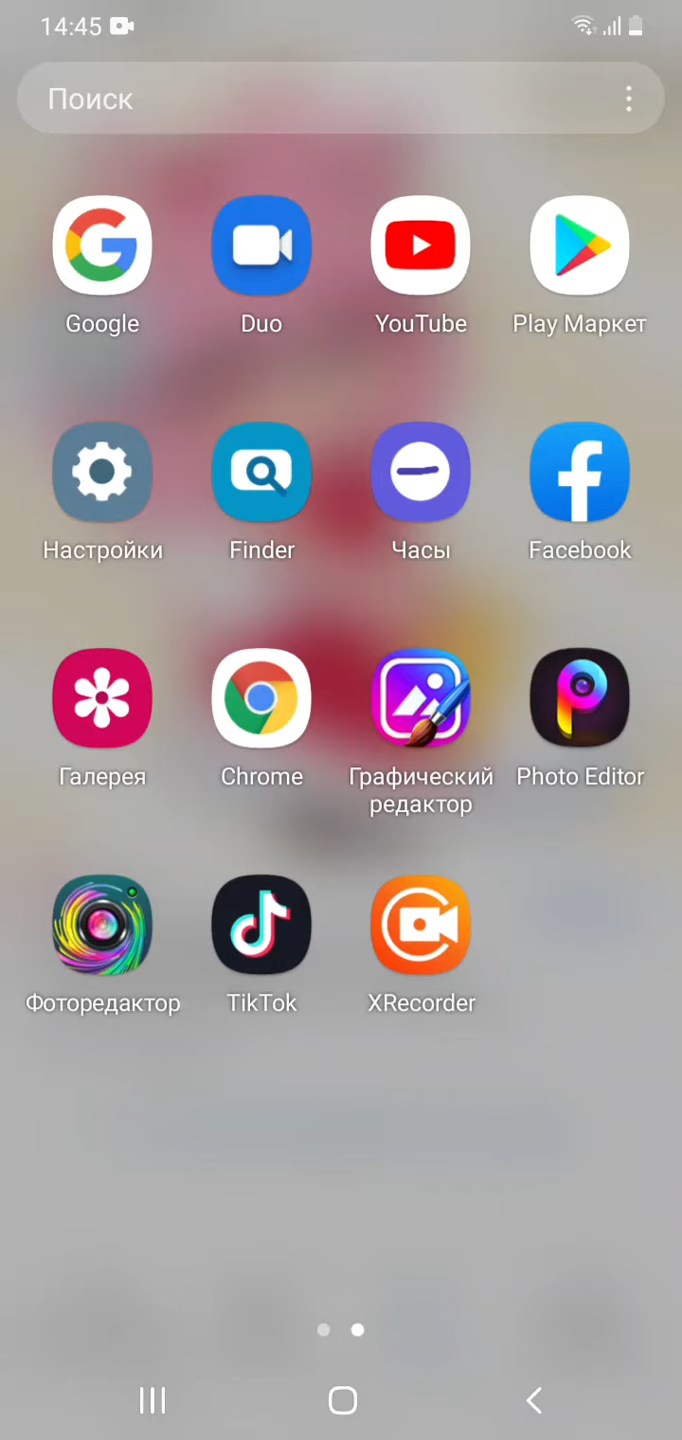 14:45
Поиск
Google
Duo
YouTube
Play Маркет
Настройки
Finder
Часы
Facebook
Галерея
Chrome
Графический
редактор
Photo Editor
Фоторедактор
TikTok
XRecorder